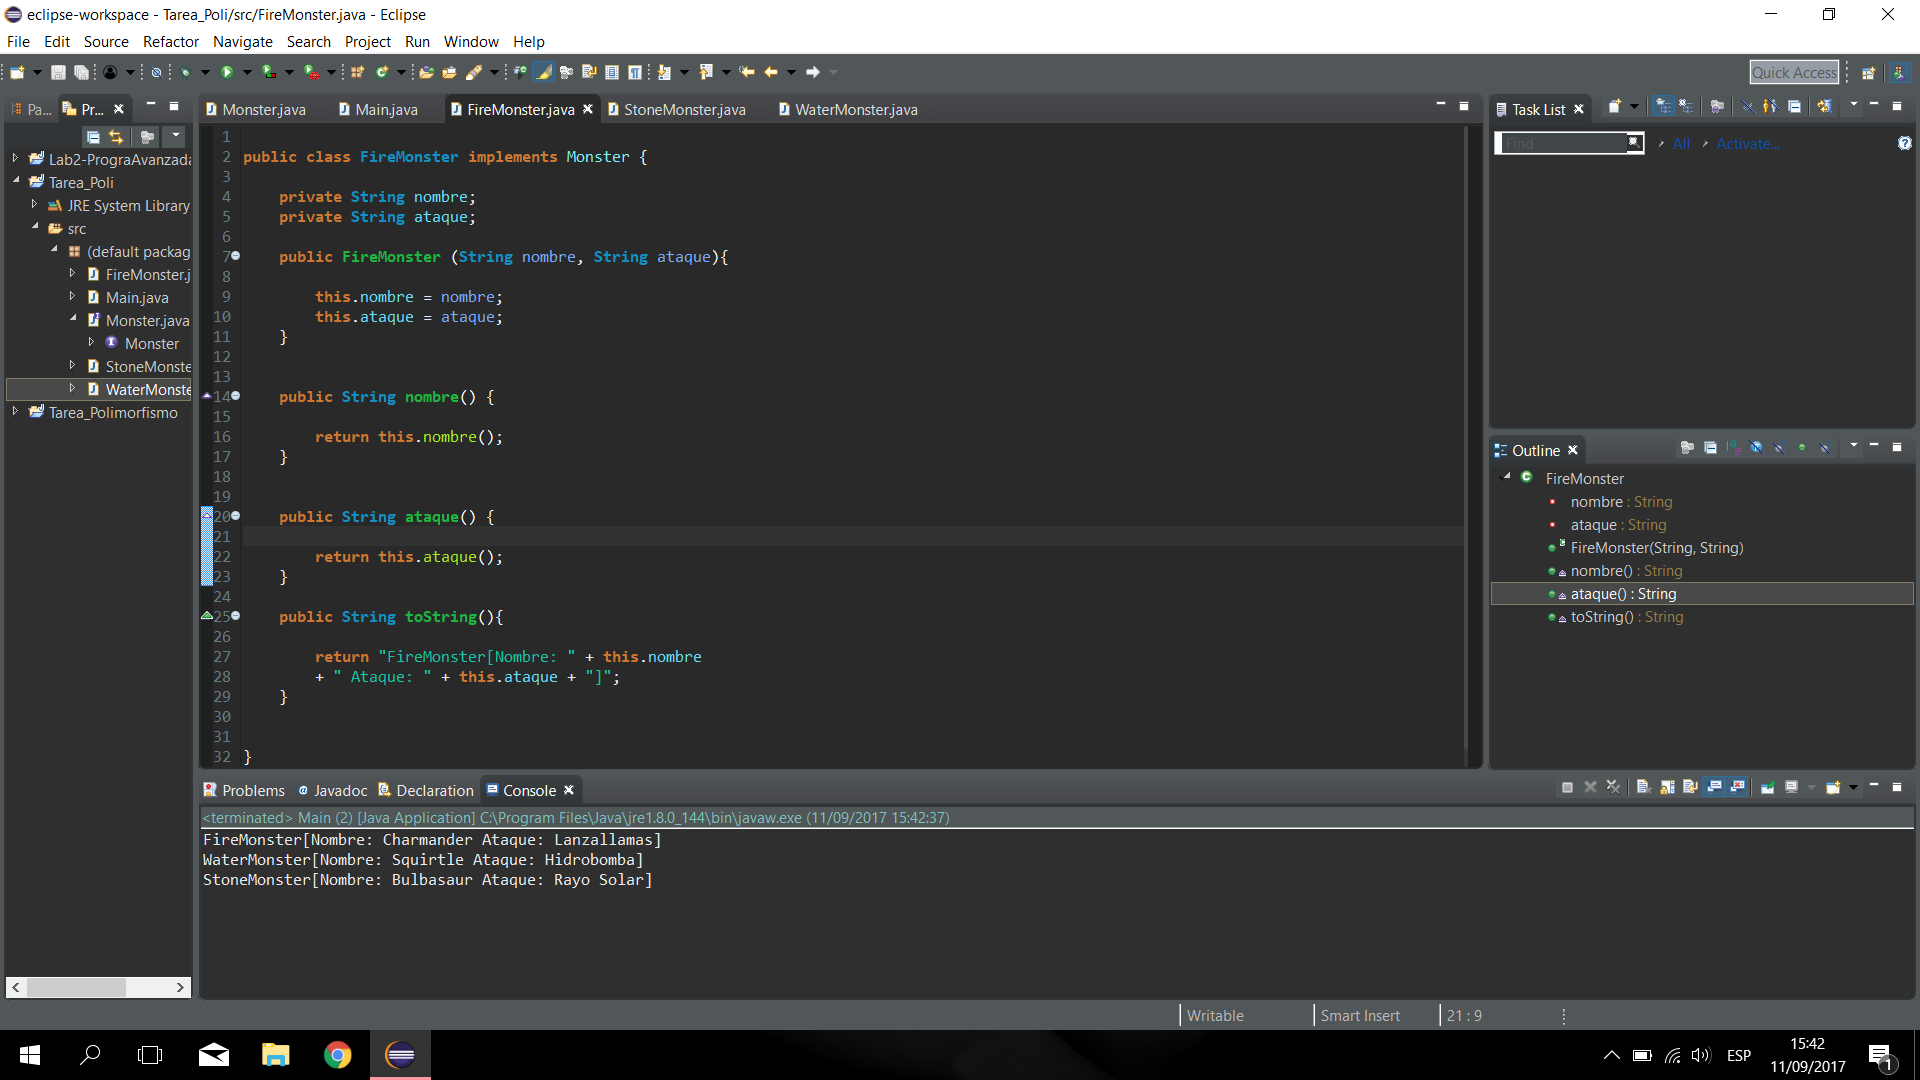 eclipse-workspace - Tarea_Poli/src/FireMonster.java - Eclipse
File Edit Source Refactor Navigate Search Project Run Window Help
Quick Access
Pa... Pr...
Monster.java Main.java FireMonster.java StoneMonster.java WaterMonster.java
Task List
Find All Activate...
Lab2-PrograAvanzada
Tarea_Poli
JRE System Library
src
(default packag
FireMonster.j
Main.java
Monster.java
Monster
StoneMonste
WaterMonste
Tarea_Polimorfismo
1
2 public class FireMonster implements Monster {
3
4 private String nombre;
5 private String ataque;
6
7 public FireMonster (String nombre, String ataque){
8
9 this.nombre = nombre;
10 this.ataque = ataque;
11 }
12
13
14 public String nombre() {
15
16 return this.nombre();
17 }
18
19
20 public String ataque() {
21
22 return this.ataque();
23 }
24
25 public String toString(){
26
27 return "FireMonster[Nombre: " + this.nombre
28 + " Ataque: " + this.ataque + "]";
29 }
30
31
32 }
Outline
FireMonster
nombre : String
ataque : String
FireMonster(String, String)
nombre() : String
ataque() : String
toString() : String
Problems Javadoc Declaration Console
<terminated> Main (2) [Java Application] C:\Program Files\Java\jre1.8.0_144\bin\javaw.exe (11/09/2017 15:42:37)
FireMonster[Nombre: Charmander Ataque: Lanzallamas]
WaterMonster[Nombre: Squirtle Ataque: Hidrobomba]
StoneMonster[Nombre: Bulbasaur Ataque: Rayo Solar]
Writable Smart Insert 21 : 9
ESP
15:42
11/09/2017
1